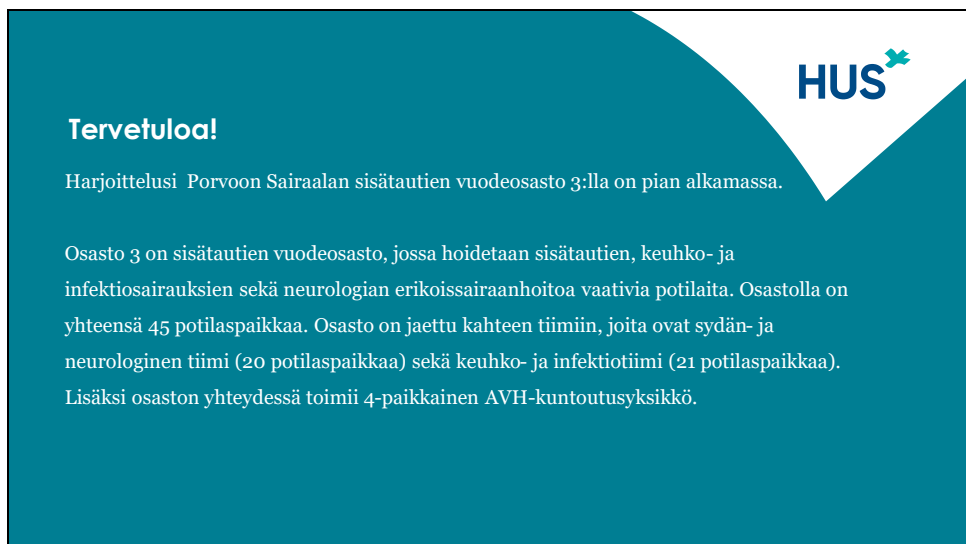 HUS
Tervetuloa!
Harjoittelusi  Porvoon Sairaalan sisätautien vuodeosasto 3:lla on pian alkamassa.
Osasto 3 on sisätautien vuodeosasto, jossa hoidetaan sisätautien, keuhko- ja
infektiosairauksien sekä neurologian erikoissairaanhoitoa vaativia potilaita. Osastolla on
yhteensä 45 potilaspaikkaa. Osasto on jaettu kahteen tiimiin, joita ovat sydän- ja
neurologinen tiimi (20 potilaspaikkaa) sekä keuhko- ja infektiotiimi (21 potilaspaikkaa).
Lisäksi osaston yhteydessä toimii 4-paikkainen AVH-kuntoutusyksikkö.